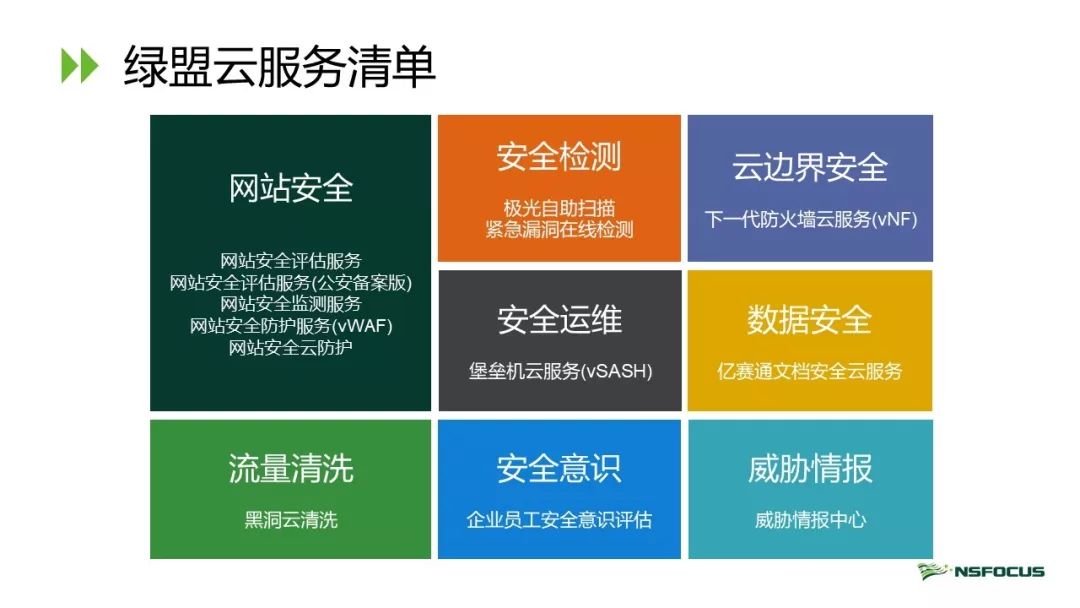 绿盟云服务清单
网站安全
网站安全评估服务
网站安全评估服务(公安备案版)
网站安全监测服务
网站安全防护服务(vWAF)
网站安全云防护
安全检测
极光自助扫描
紧急漏洞在线检测
云边界安全
下一代防火墙云服务(vNF)
安全运维
堡垒机云服务(vSASH)
数据安全
亿赛通文档安全云服务
流量清洗
黑洞云清洗
安全意识
企业员工安全意识评估
威胁情报
威胁情报中心
NSFOCUS